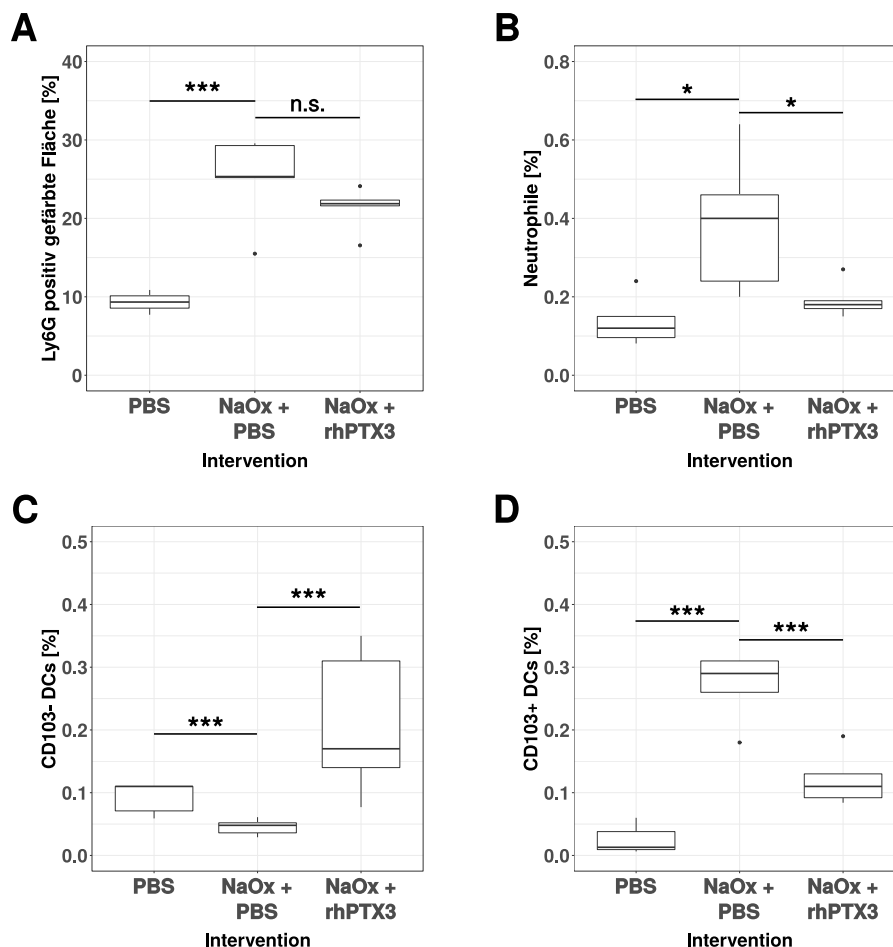 A
Ly6G positiv gefärbte Fläche [%]
40
30
20
10
0
***
n.s.
PBS
NaOx +
PBS
NaOx +
rhPTX3
Intervention
B
Neutrophile [%]
0.8
0.6
0.4
0.2
0.0
*
*
PBS
NaOx +
PBS
NaOx +
rhPTX3
Intervention
C
CD103- DCs [%]
0.5
0.4
0.3
0.2
0.1
0.0
***
***
PBS
NaOx +
PBS
NaOx +
rhPTX3
Intervention
D
CD103+ DCs [%]
0.5
0.4
0.3
0.2
0.1
0.0
***
***
PBS
NaOx +
PBS
NaOx +
rhPTX3
Intervention